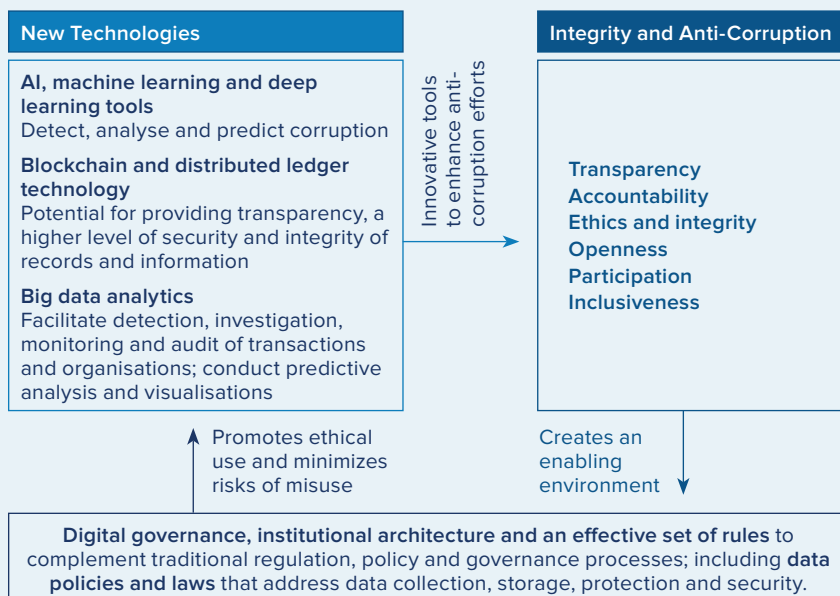 New Technologies
AI, machine learning and deep
learning tools
Detect, analyse and predict corruption
Blockchain and distributed ledger
technology
Potential for providing transparency, a
higher level of security and integrity of
records and information
Big data analytics
Facilitate detection, investigation,
monitoring and audit of transactions
and organisations; conduct predictive
analysis and visualisations
Innovative tools
to enhance anti-
corruption efforts
Integrity and Anti-Corruption
Transparency
Accountability
Ethics and integrity
Openness
Participation
Inclusiveness
Promotes ethical
use and minimizes
risks of misuse
Creates an
enabling
environment
Digital governance, institutional architecture and an effective set of rules to
complement traditional regulation, policy and governance processes; including data
policies and laws that address data collection, storage, protection and security.